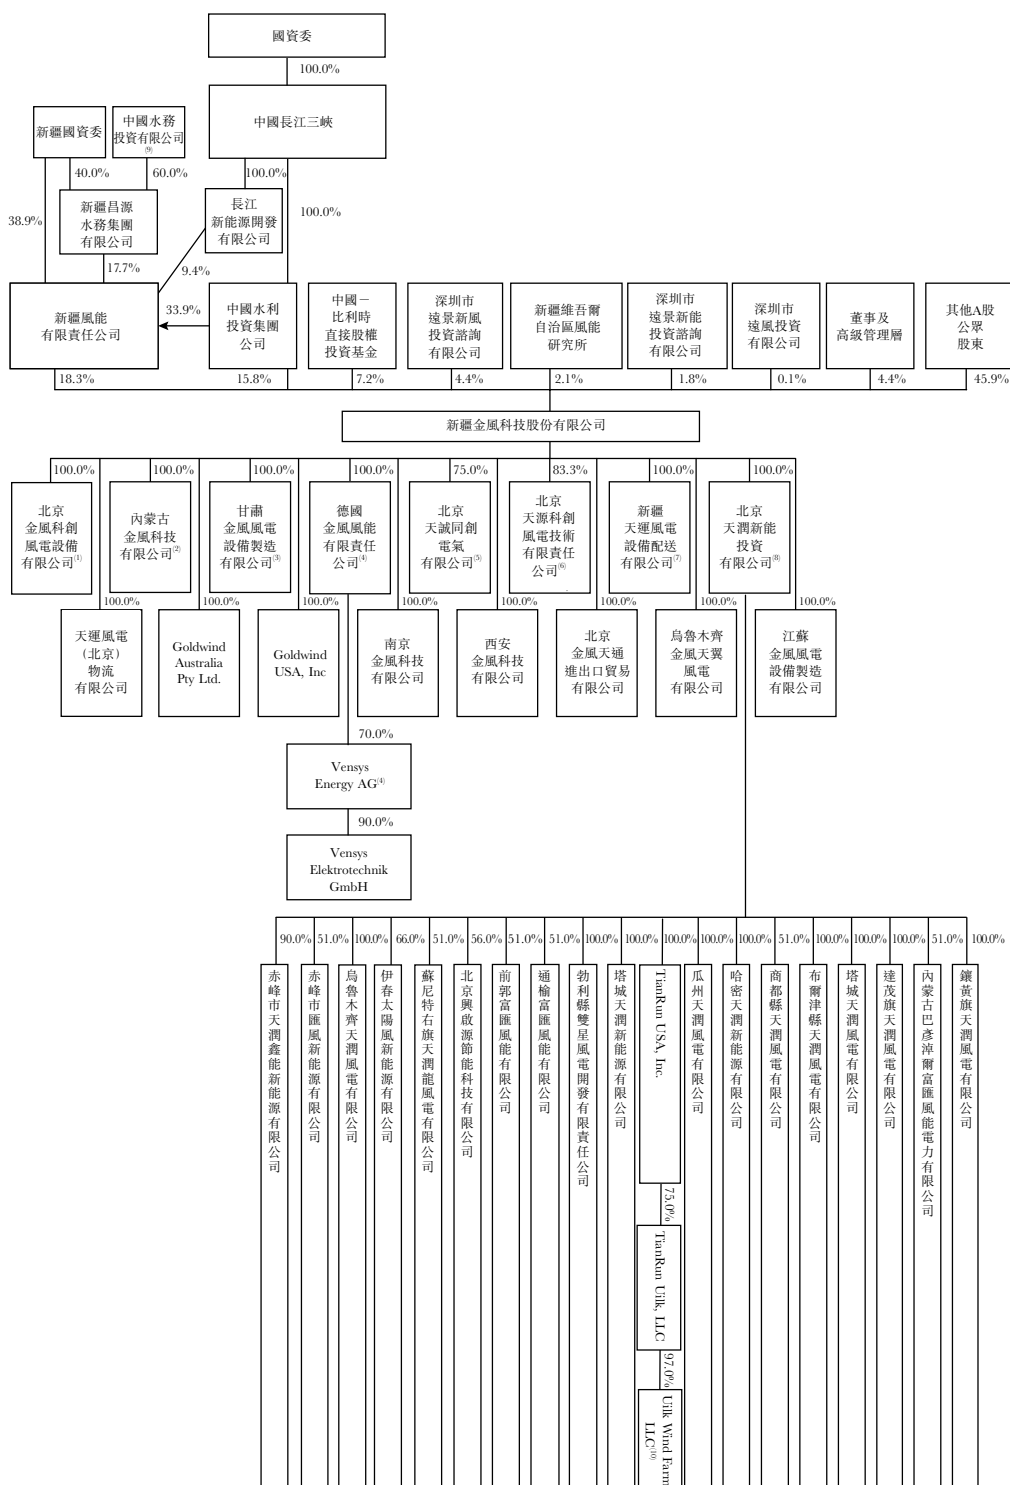 國資委
100.0%
中國長江三峽
新疆國資委
中國水務
投資有限公司
(9)
40.0%
60.0%
100.0%
100.0%
38.9%
新疆昌源
水務集團
有限公司
長江
新能源開發
有限公司
17.7%
9.4%
33.9%
新疆風能
有限責任公司
中國水利
投資集團
公司
中國－
比利時
直接股權
投資基金
深圳市
遠景新風
投資諮詢
有限公司
新疆維吾爾
自治區風能
研究所
深圳市
遠景新能
投資諮詢
有限公司
深圳市
遠風投資
有限公司
董事及
高級管理層
其他A股
公眾
股東
18.3%
15.8%
7.2%
4.4%
2.1%
1.8%
0.1%
4.4%
45.9%
新疆金風科技股份有限公司
100.0%
100.0%
100.0%
100.0%
75.0%
83.3%
100.0%
100.0%
北京
金風科創
風電設備
有限公司(1)
內蒙古
金風科技
有限公司(2)
甘肅
金風風電
設備製造
有限公司(3)
德國
金風風能
有限責任
公司(4)
北京
天誠同創
電氣
有限公司(5)
北京
天源科創
風電技術
有限責任
公司(6)
新疆
天運風電
設備配送
有限公司(7)
北京
天潤新能
投資
有限公司(8)
100.0%
100.0%
100.0%
100.0%
100.0%
100.0%
100.0%
100.0%
天運風電
(北京)
物流
有限公司
Goldwind
Australia
Pty Ltd.
Goldwind
USA, Inc
南京
金風科技
有限公司
西安
金風科技
有限公司
北京
金風天通
進出口貿易
有限公司
烏魯木齊
金風天翼
風電
有限公司
江蘇
金風風電
設備製造
有限公司
70.0%
Vensys
Energy AG(4)
90.0%
Vensys
Elektrotechnik
GmbH
90.0%
51.0%
100.0%
66.0%
51.0%
56.0%
51.0%
51.0%
100.0%
100.0%
100.0%
100.0%
100.0%
51.0%
100.0%
100.0%
100.0%
51.0%
100.0%
赤峰市天潤鑫能新能源有限公司
赤峰市匯風新能源有限公司
烏魯木齊天潤風電有限公司
伊春太陽風新能源有限公司
蘇尼特右旗天潤龍風電有限公司
北京興啟源節能科技有限公司
前郭富匯風能有限公司
通榆富匯風能有限公司
勃利縣雙星風電開發有限責任公司
塔城天潤新能源有限公司
TianRun USA, Inc.
瓜州天潤風電有限公司
哈密天潤新能源有限公司
商都縣天潤風電有限公司
布爾津縣天潤風電有限公司
塔城天潤風電有限公司
達茂旗天潤風電有限公司
內蒙古巴彥淖爾富匯風能電力有限公司
鑲黃旗天潤風電有限公司
75.0%
TianRun Uilk, LLC
97.0%
Uilk Wind Farm
LLC(10)